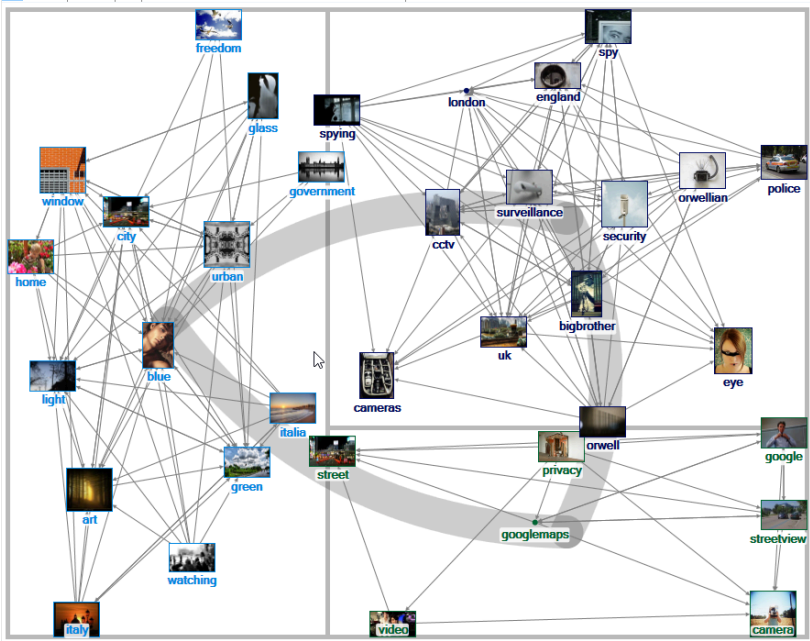 freedom
glass
window
city
government
home
urban
blue
light
italia
green
art
watching
italy
spy
london
england
spying
police
orwellian
surveillance
cctv
security
bigbrother
uk
eye
cameras
orwell
street
privacy
google
googlemaps
streetview
video
camera